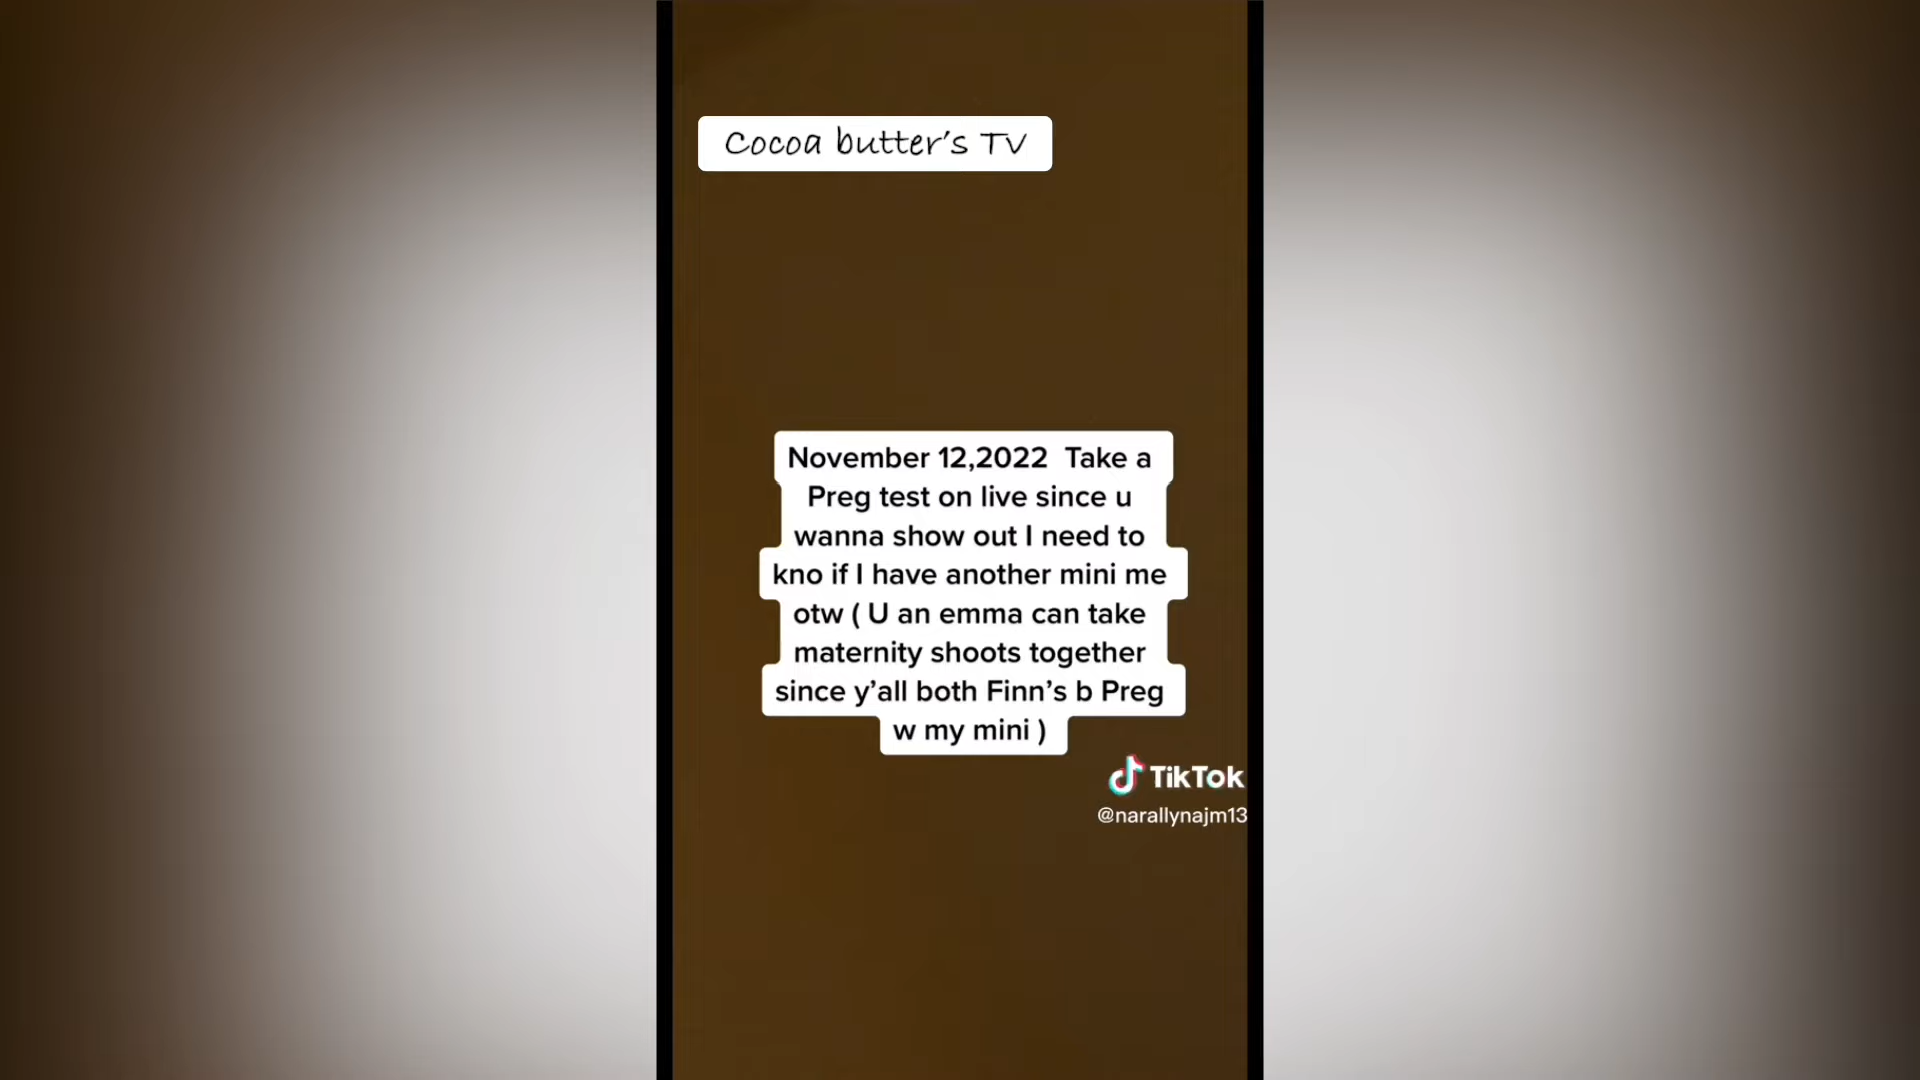 Cocoa butter's TV
November 12,2022 Take a
Preg test on live since u
wanna show out I need to
kno if I have another mini me
otw ( U an emma can take
maternity shoots together
since y'all both Finn's b Preg
w my mini )
TikTok
@narallynajm13